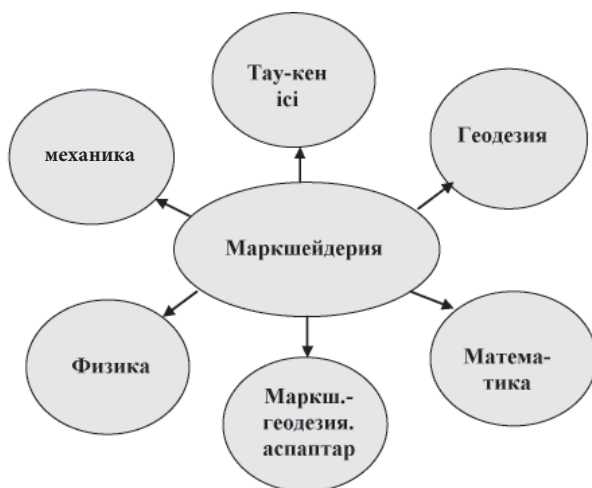 Тау-кен
ісі
механика
Геодезия
Маркшейдерия
Физика
Матема-
тика
Маркш.-
геодезия.
аспаптар